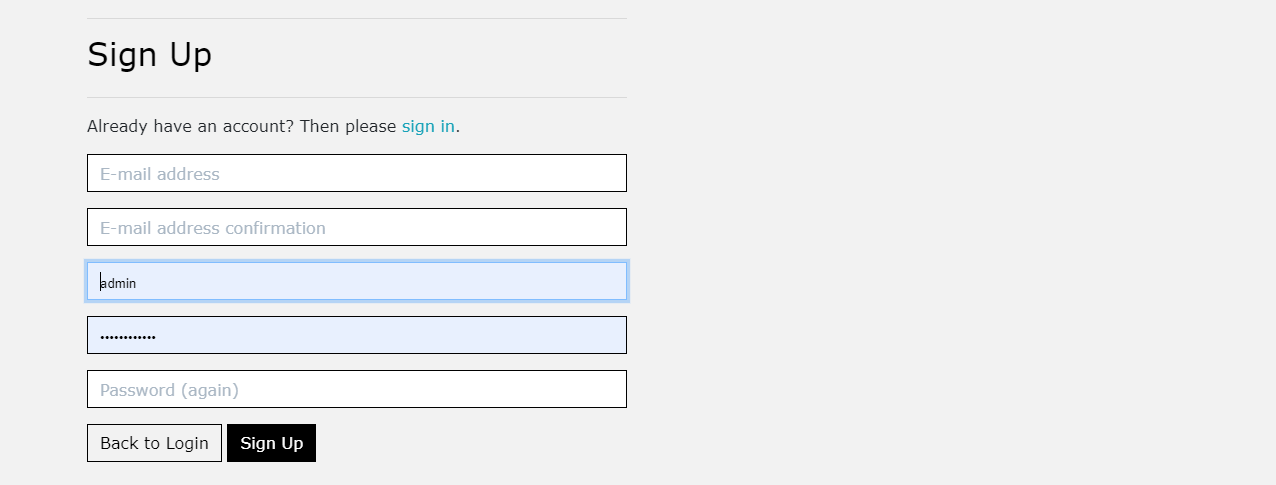 Sign Up
Already have an account? Then please sign in.
E-mail address
E-mail address confirmation
admin
••••••••••••
Password (again)
Back to Login Sign Up